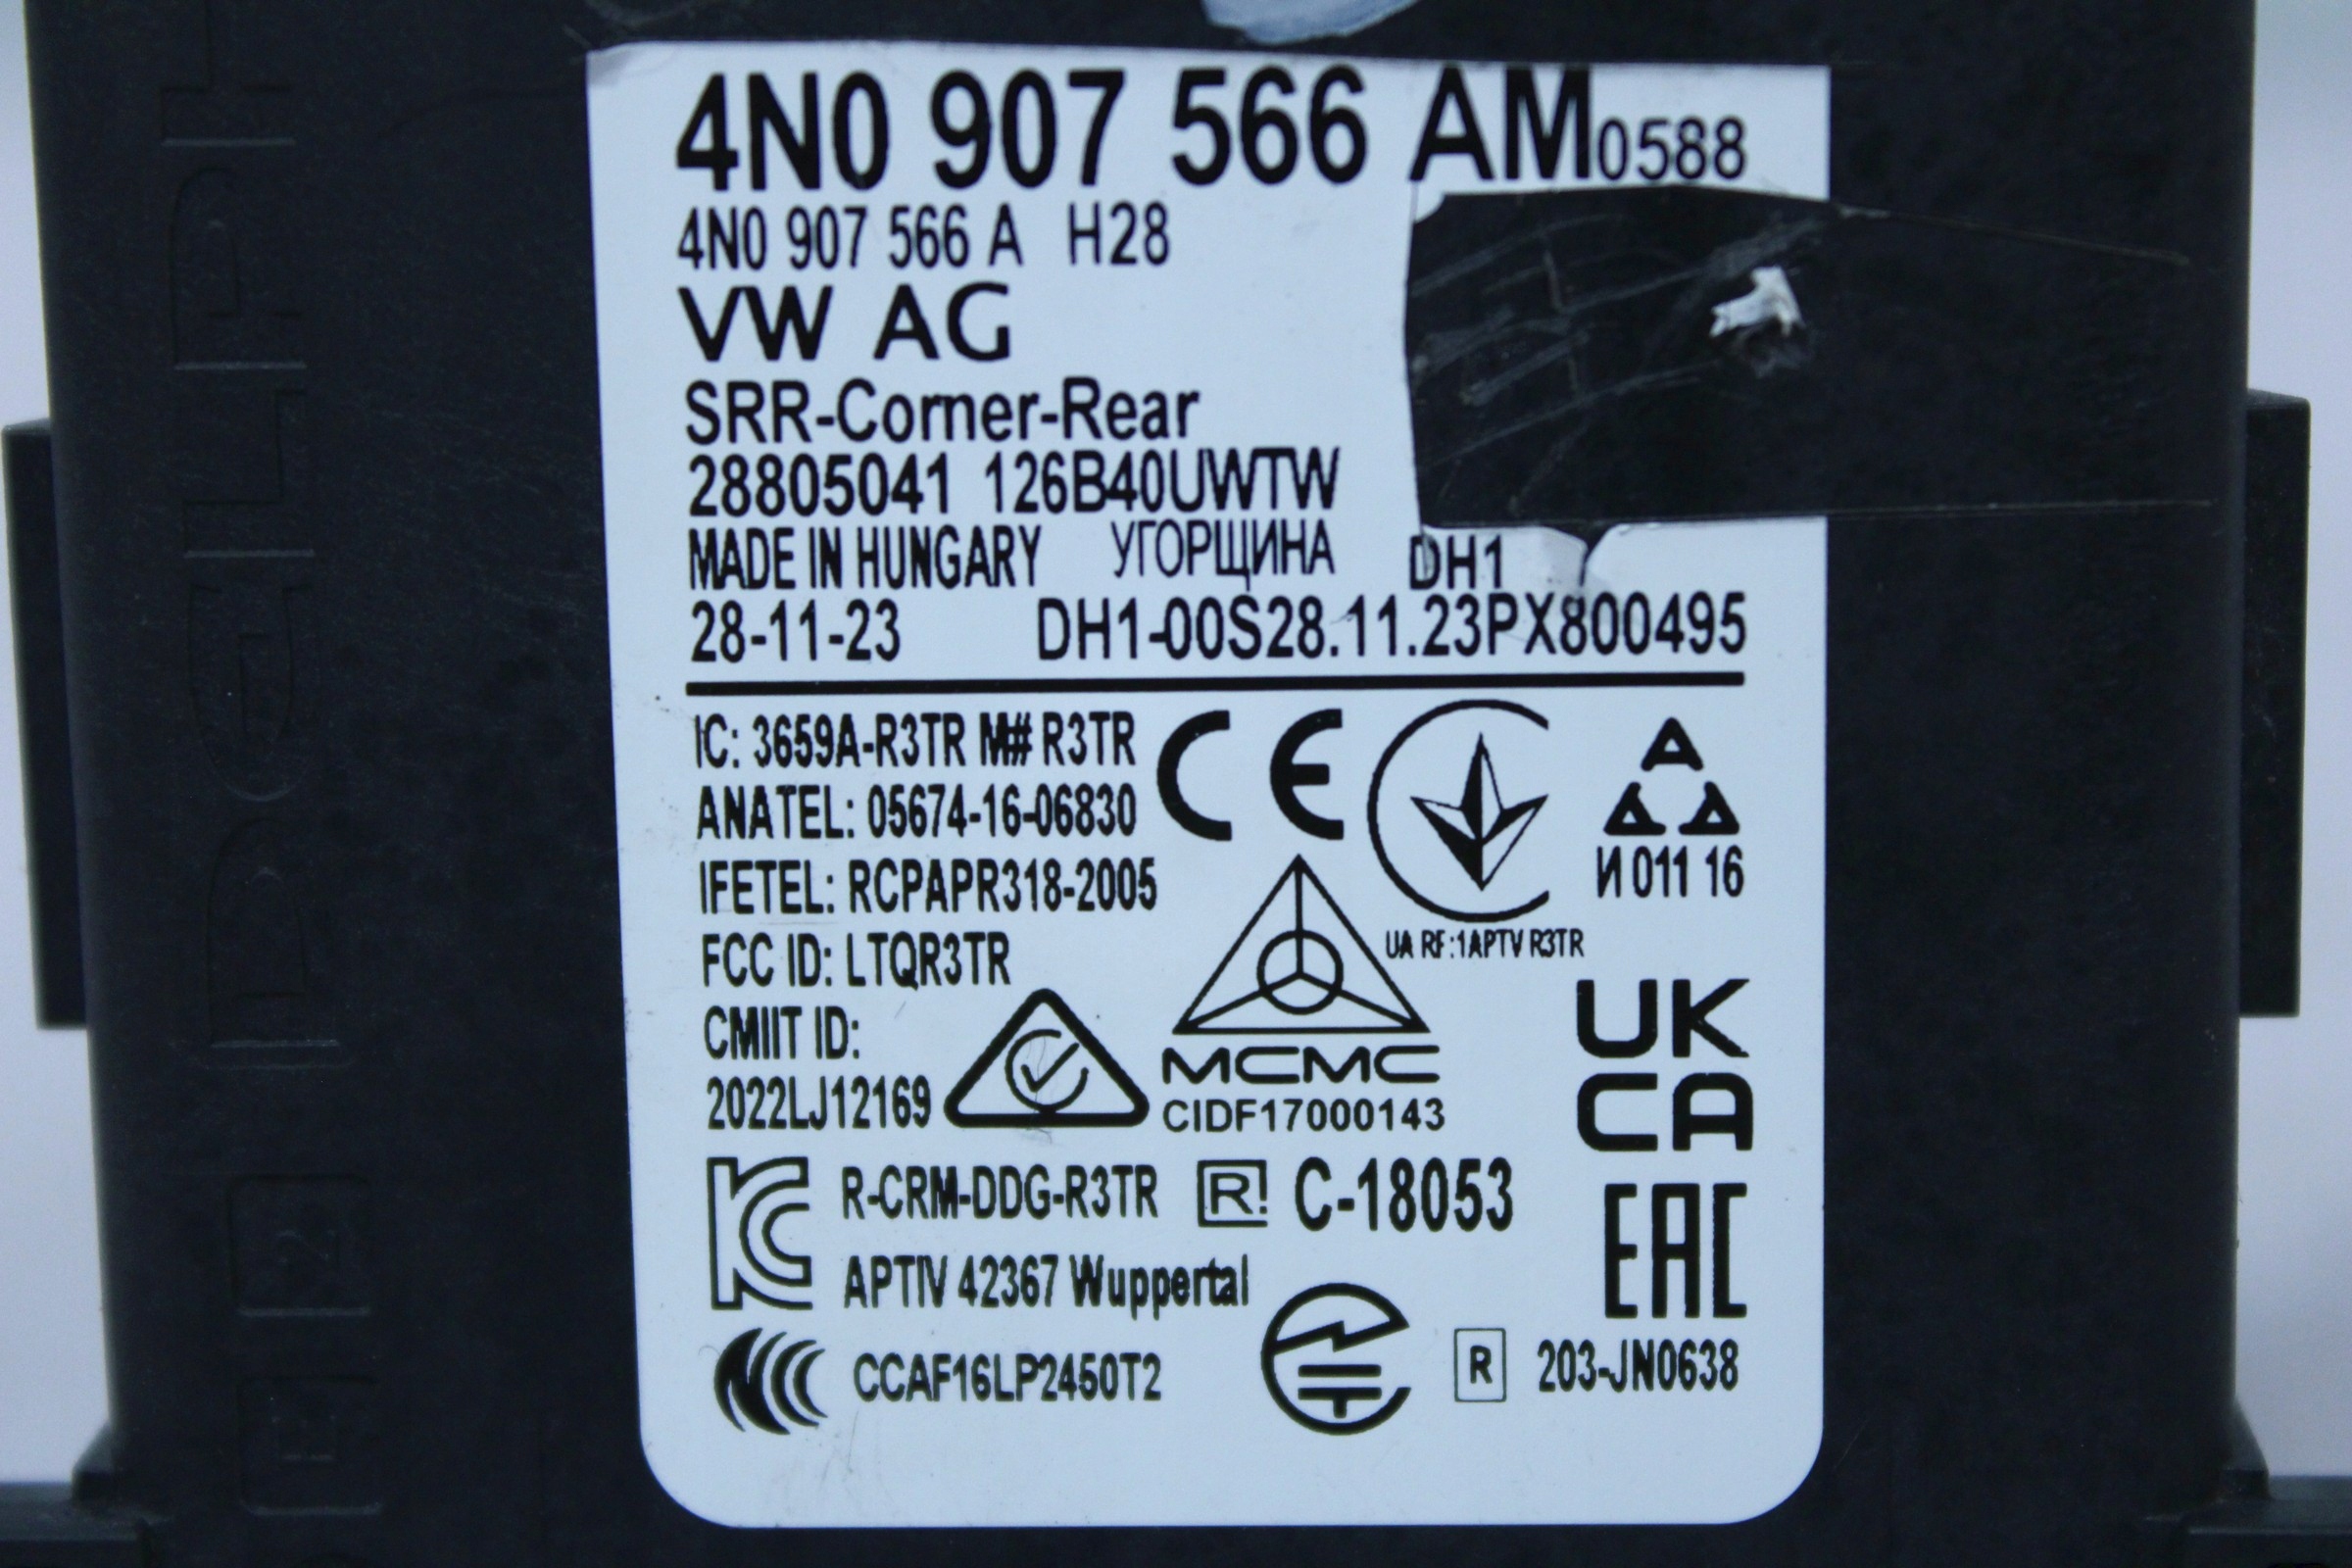 4N0 907 566 AM 0588
4N0 907 566 A H28
VW AG
SRR-Corner-Rear
28805041 126B40UWTW
MADE IN HUNGARY УГОРЩИНА DH1
28-11-23 DH1-00S28.11.23PX800495
IC: 3659A-R3TR M# R3TR
ANATEL: 05674-16-06830
IFETEL: RCPAPR318-2005
FCC ID: LTQR3TR
CMIIT ID:
2022LJ12169
CE
UA RF:1APTV R3TR
И 011 16
MCMC
CIDF17000143
UK
CA
R-CRM-DDG-R3TR R! C-18053
EAC
APTIV 42367 Wuppertal
CCAF16LP2450T2
R 203-JN0638